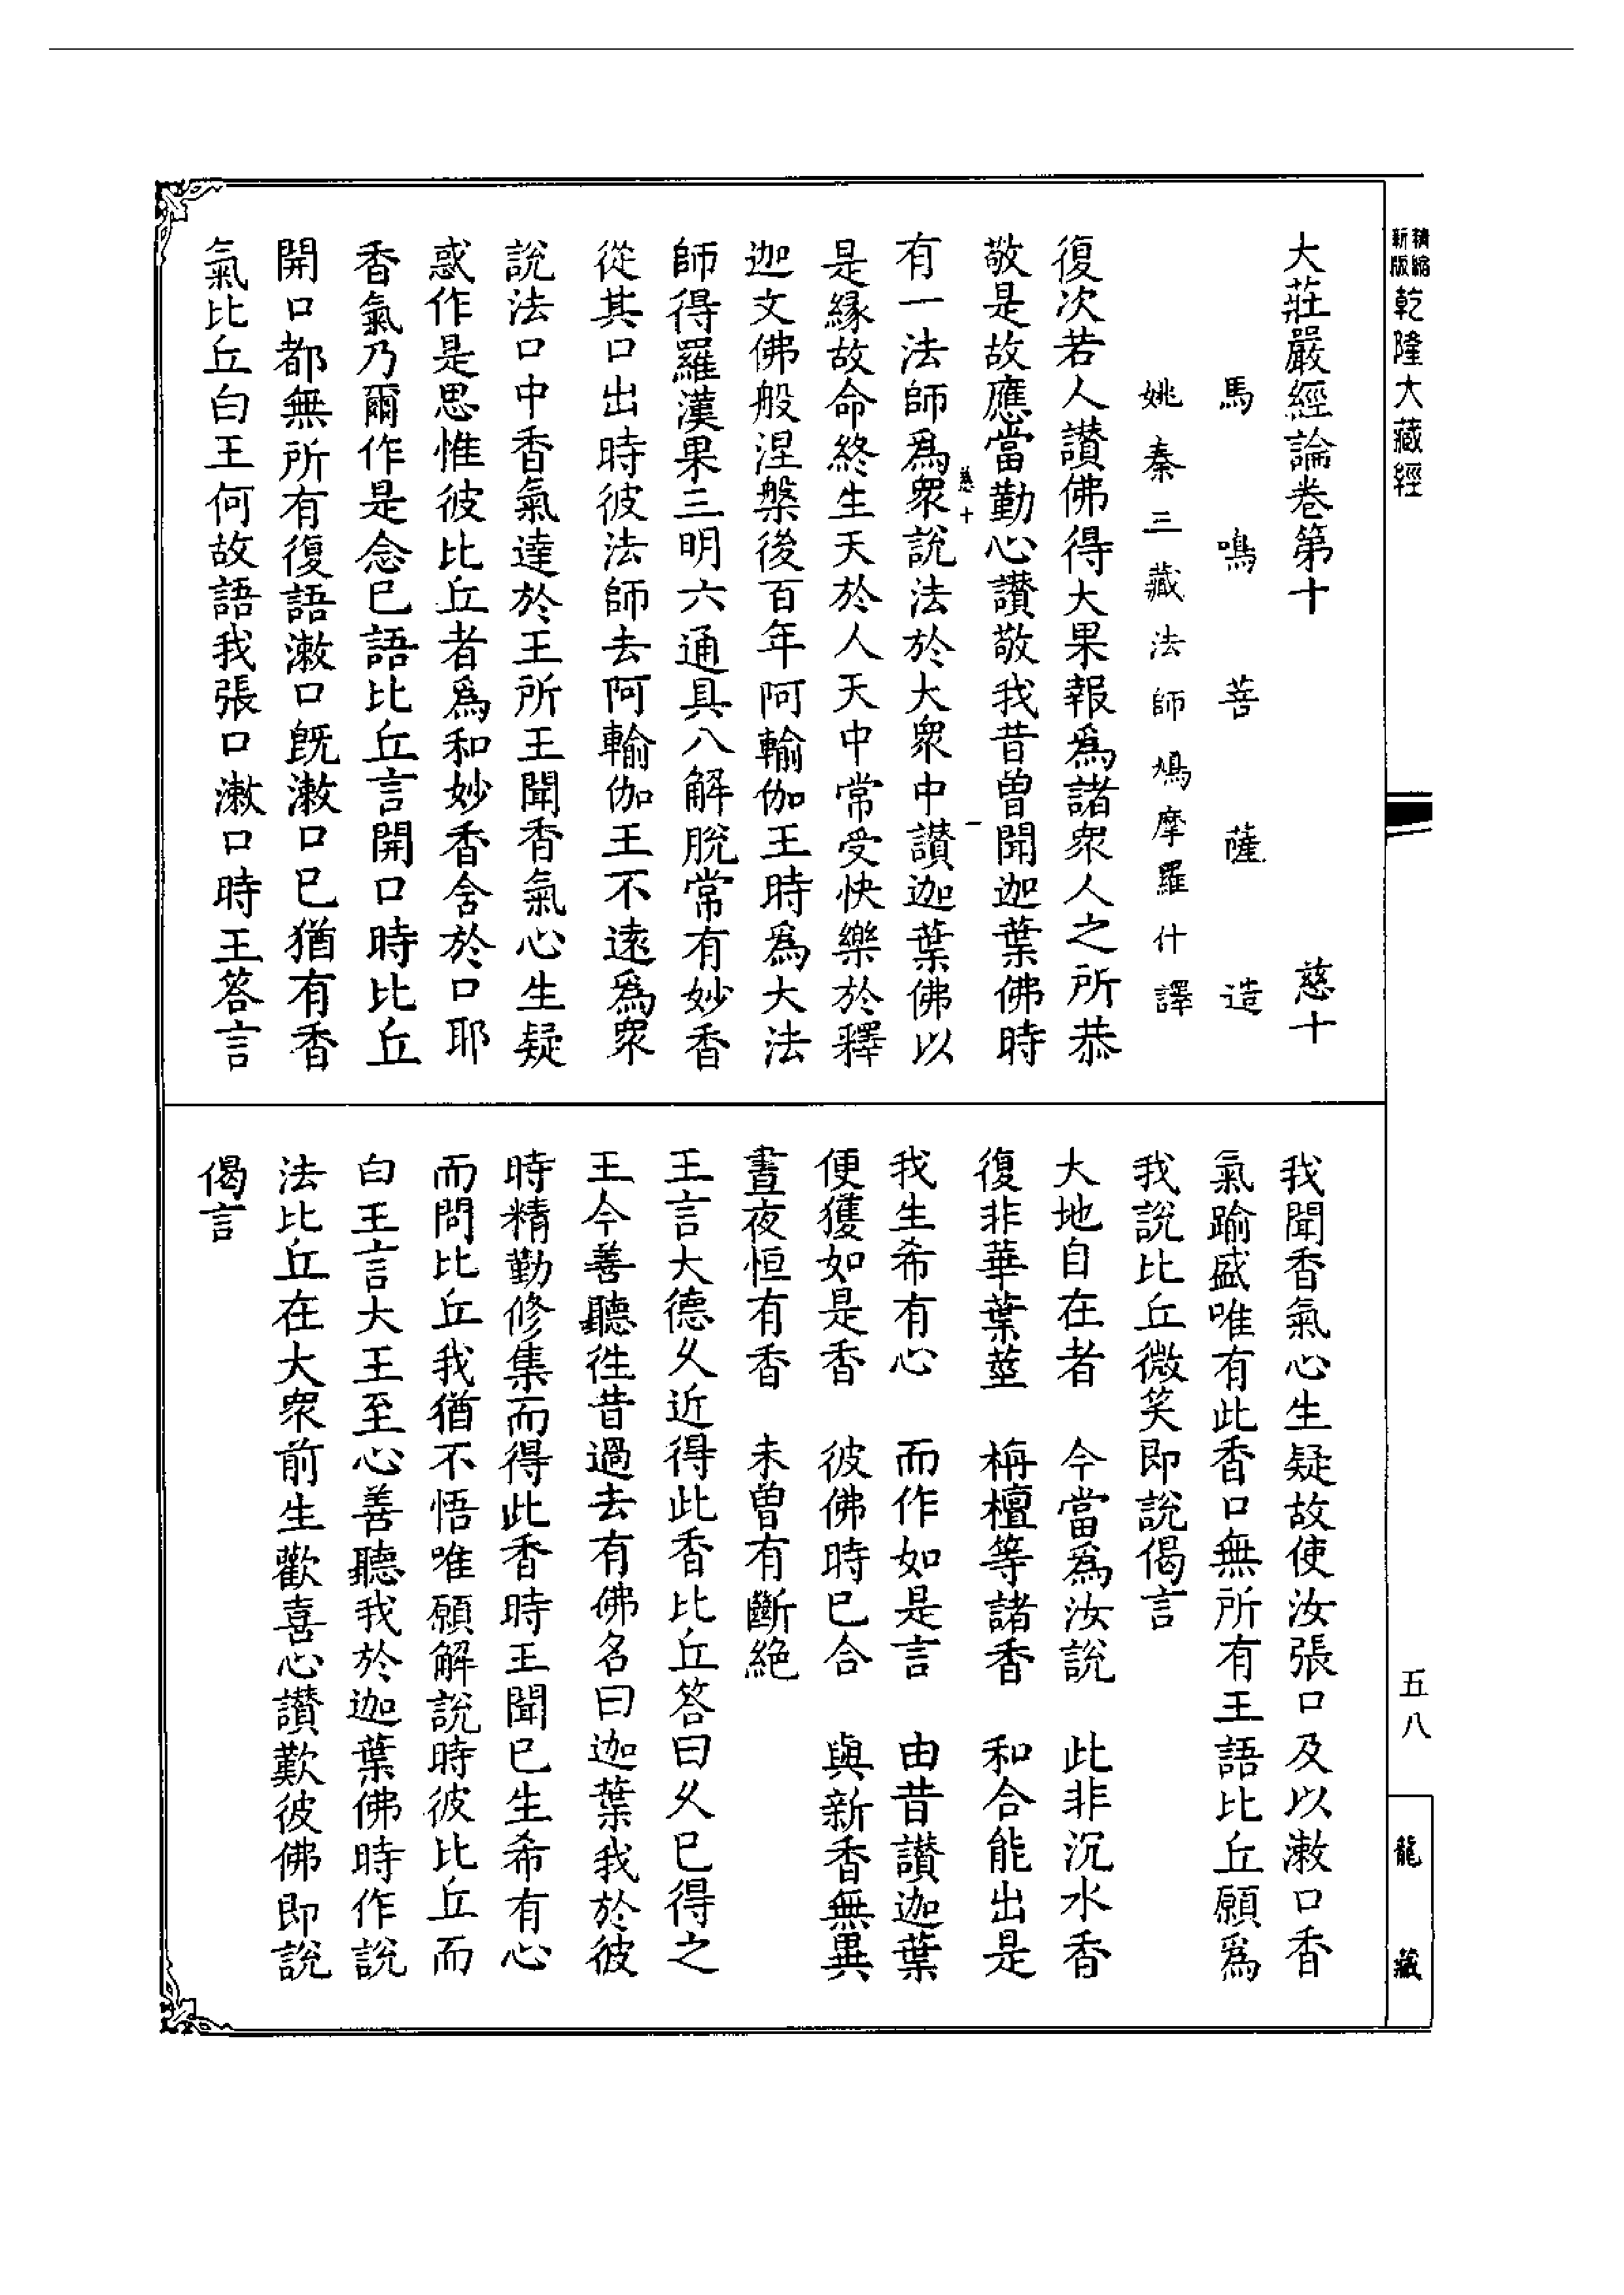 精縮新版乾隆大藏經
五八
龍藏
大莊嚴經論卷第十 慈十
馬鳴菩薩造
姚秦三藏法師鳩摩羅什譯
復次若人讃佛得大果報爲諸衆人之所恭
敬是故應當勤心讃敬我昔曽聞迦葉佛時
慈十 一
有一法師爲衆說法於大衆中讃迦葉佛以
是緣故命終生天於人天中常受快樂於釋
迦文佛般涅槃後百年阿輸伽王時爲大法
師得羅漢果三明六通具八解脫常有妙香
從其口出時彼法師去阿輸伽王不遠爲衆
說法口中香氣達於王所王聞香氣心生疑
惑作是思惟彼比丘者爲和妙香含於口耶
香氣乃爾作是念已語比丘言開口時比丘
開口都無所有復語漱口旣漱口已猶有香
氣比丘白王何故語我張口漱口時王答言
我聞香氣心生疑故使汝張口及以漱口香
氣踰盛唯有此香口無所有王語比丘願爲
我說比丘微笑即說偈言
大地自在者 今當爲汝說 此非沉水香
復非華葉莖 栴檀等諸香 和合能出是
我生希有心 而作如是言 由昔讃迦葉
便獲如是香 彼佛時已合 與新香無異
晝夜恒有香 未曽有斷絶
王言大德乆近得此香比丘答曰乆已得之
王今善聽徃昔過去有佛名曰迦葉我於彼
時精勤修集而得此香時王聞已生希有心
而問比丘我猶不悟唯願解說時彼比丘而
白王言大王至心善聽我於迦葉佛時作說
法比丘在大衆前生歡喜心讃歎彼佛即說
偈言